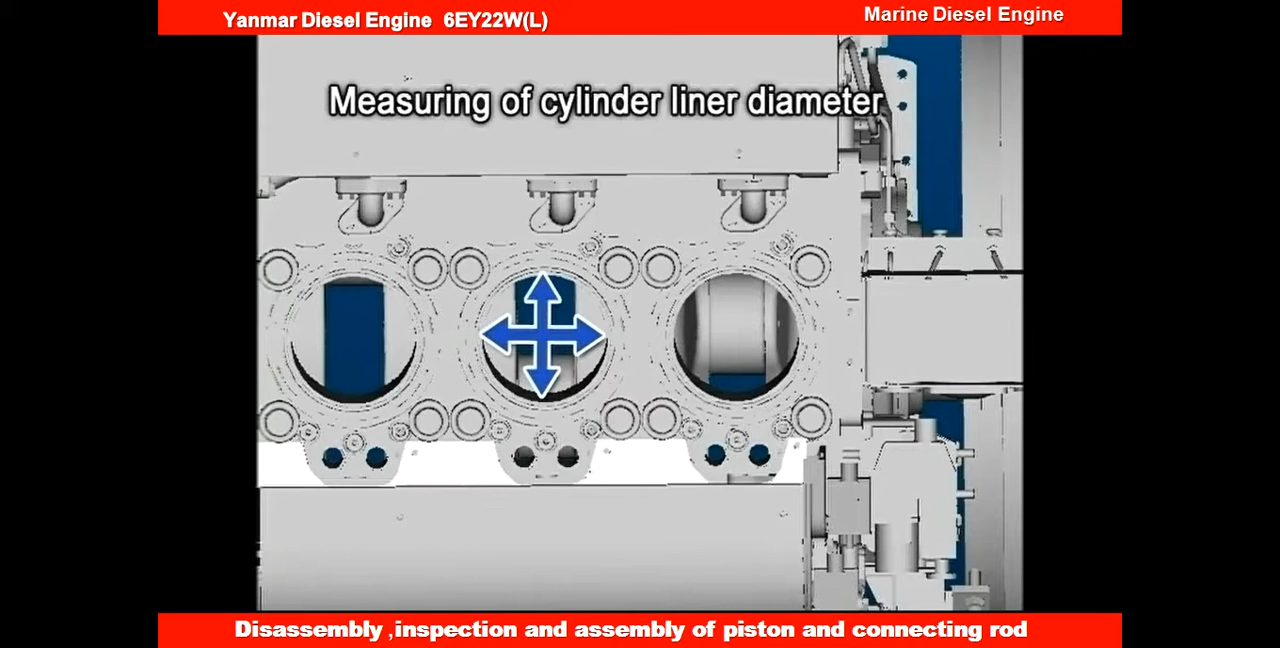 Yanmar Diesel Engine 6EY22W(L)
Marine Diesel Engine
Measuring of cylinder liner diameter
Disassembly ,inspection and assembly of piston and connecting rod